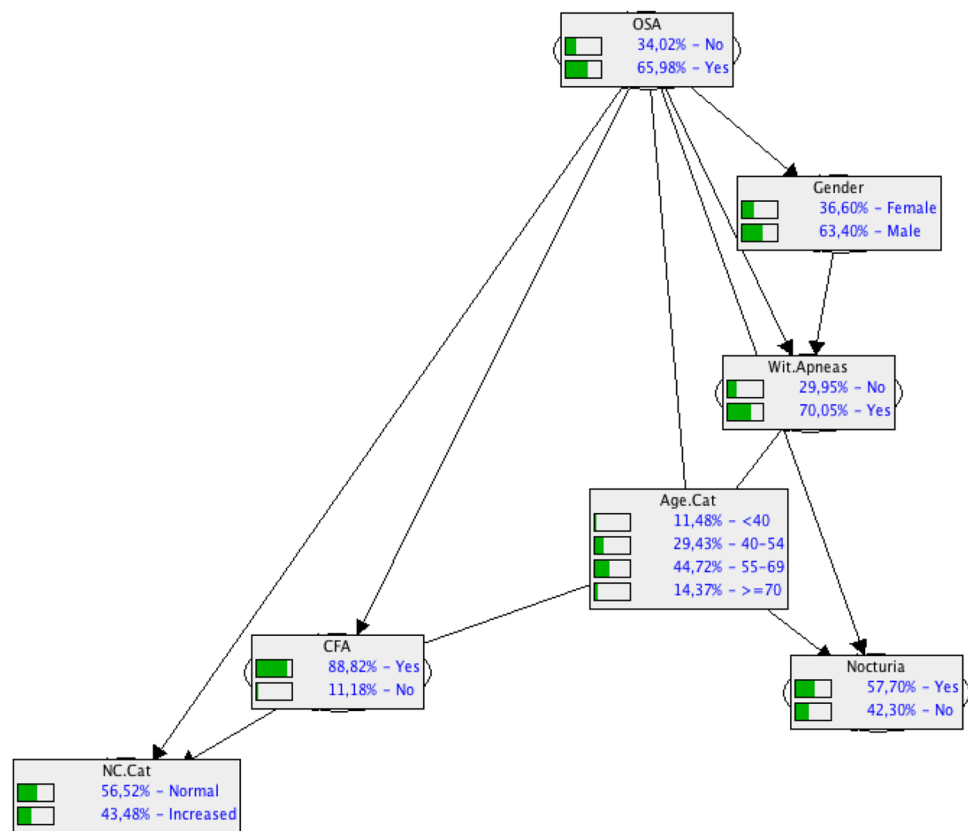 OSA
34,02% - No
65,98% - Yes
Gender
36,60% - Female
63,40% - Male
Wit.Apneas
29,95% - No
70,05% - Yes
Age.Cat
11,48% - <40
29,43% - 40-54
44,72% - 55-69
14,37% - >=70
CFA
88,82% - Yes
11,18% - No
Nocturia
57,70% - Yes
42,30% - No
NC.Cat
56,52% - Normal
43,48% - Increased